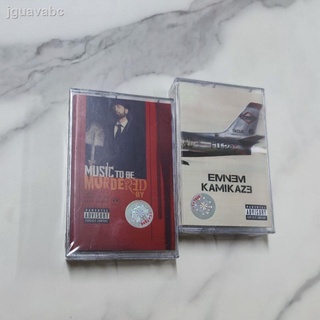 jguavabc
MUSIC TO BE
MURDERED
BY
PARENTAL
ADVISORY
EXPLICIT CONTENT
EMINEM
KAMIKAZE
PARENTAL
ADVISORY
EXPLICIT CONTENT